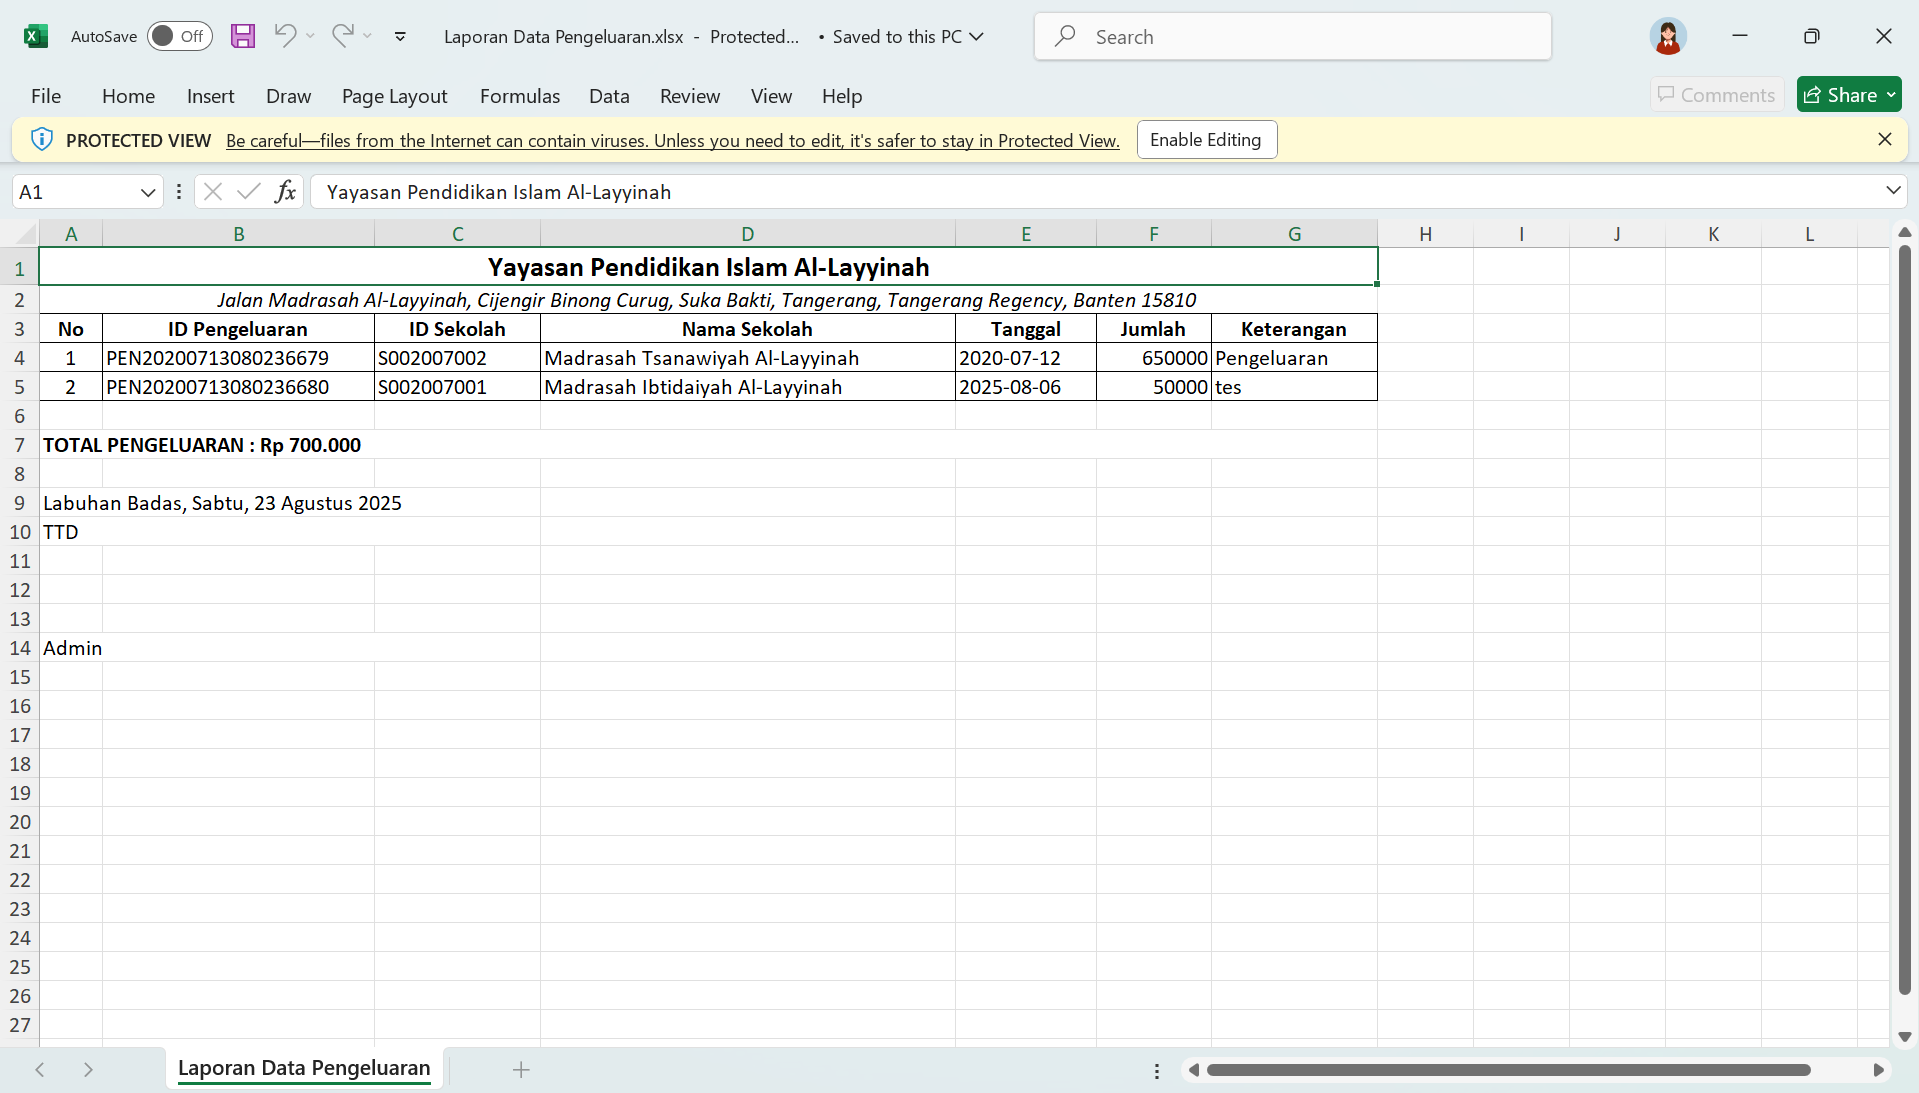 AutoSave Off Laporan Data Pengeluaran.xlsx - Protected... • Saved to this PC Search
File Home Insert Draw Page Layout Formulas Data Review View Help Comments Share
PROTECTED VIEW Be careful—files from the Internet can contain viruses. Unless you need to edit, it's safer to stay in Protected View. Enable Editing
A1 fx Yayasan Pendidikan Islam Al-Layyinah
A B C D E F G H I J K L
1 Yayasan Pendidikan Islam Al-Layyinah
2 Jalan Madrasah Al-Layyinah, Cijengir Binong Curug, Suka Bakti, Tangerang, Tangerang Regency, Banten 15810
3 No ID Pengeluaran ID Sekolah Nama Sekolah Tanggal Jumlah Keterangan
4 1 PEN20200713080236679 S002007002 Madrasah Tsanawiyah Al-Layyinah 2020-07-12 650000 Pengeluaran
5 2 PEN20200713080236680 S002007001 Madrasah Ibtidaiyah Al-Layyinah 2025-08-06 50000 tes
6
7 TOTAL PENGELUARAN : Rp 700.000
8
9 Labuhan Badas, Sabtu, 23 Agustus 2025
10 TTD
11
12
13
14 Admin
15
16
17
18
19
20
21
22
23
24
25
26
27
Laporan Data Pengeluaran